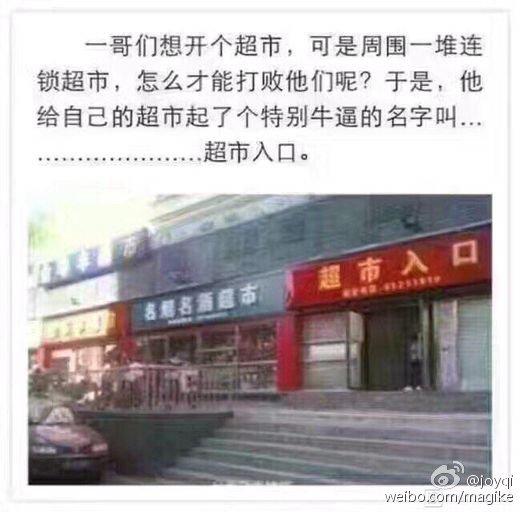 一哥们想开个超市，可是周围一堆连
锁超市，怎么才能打败他们呢？于是，他
给自己的超市起了个特别牛逼的名字叫…
…………………超市入口。
名烟名酒超市
超市入口
@joyqi
weibo.com/magike